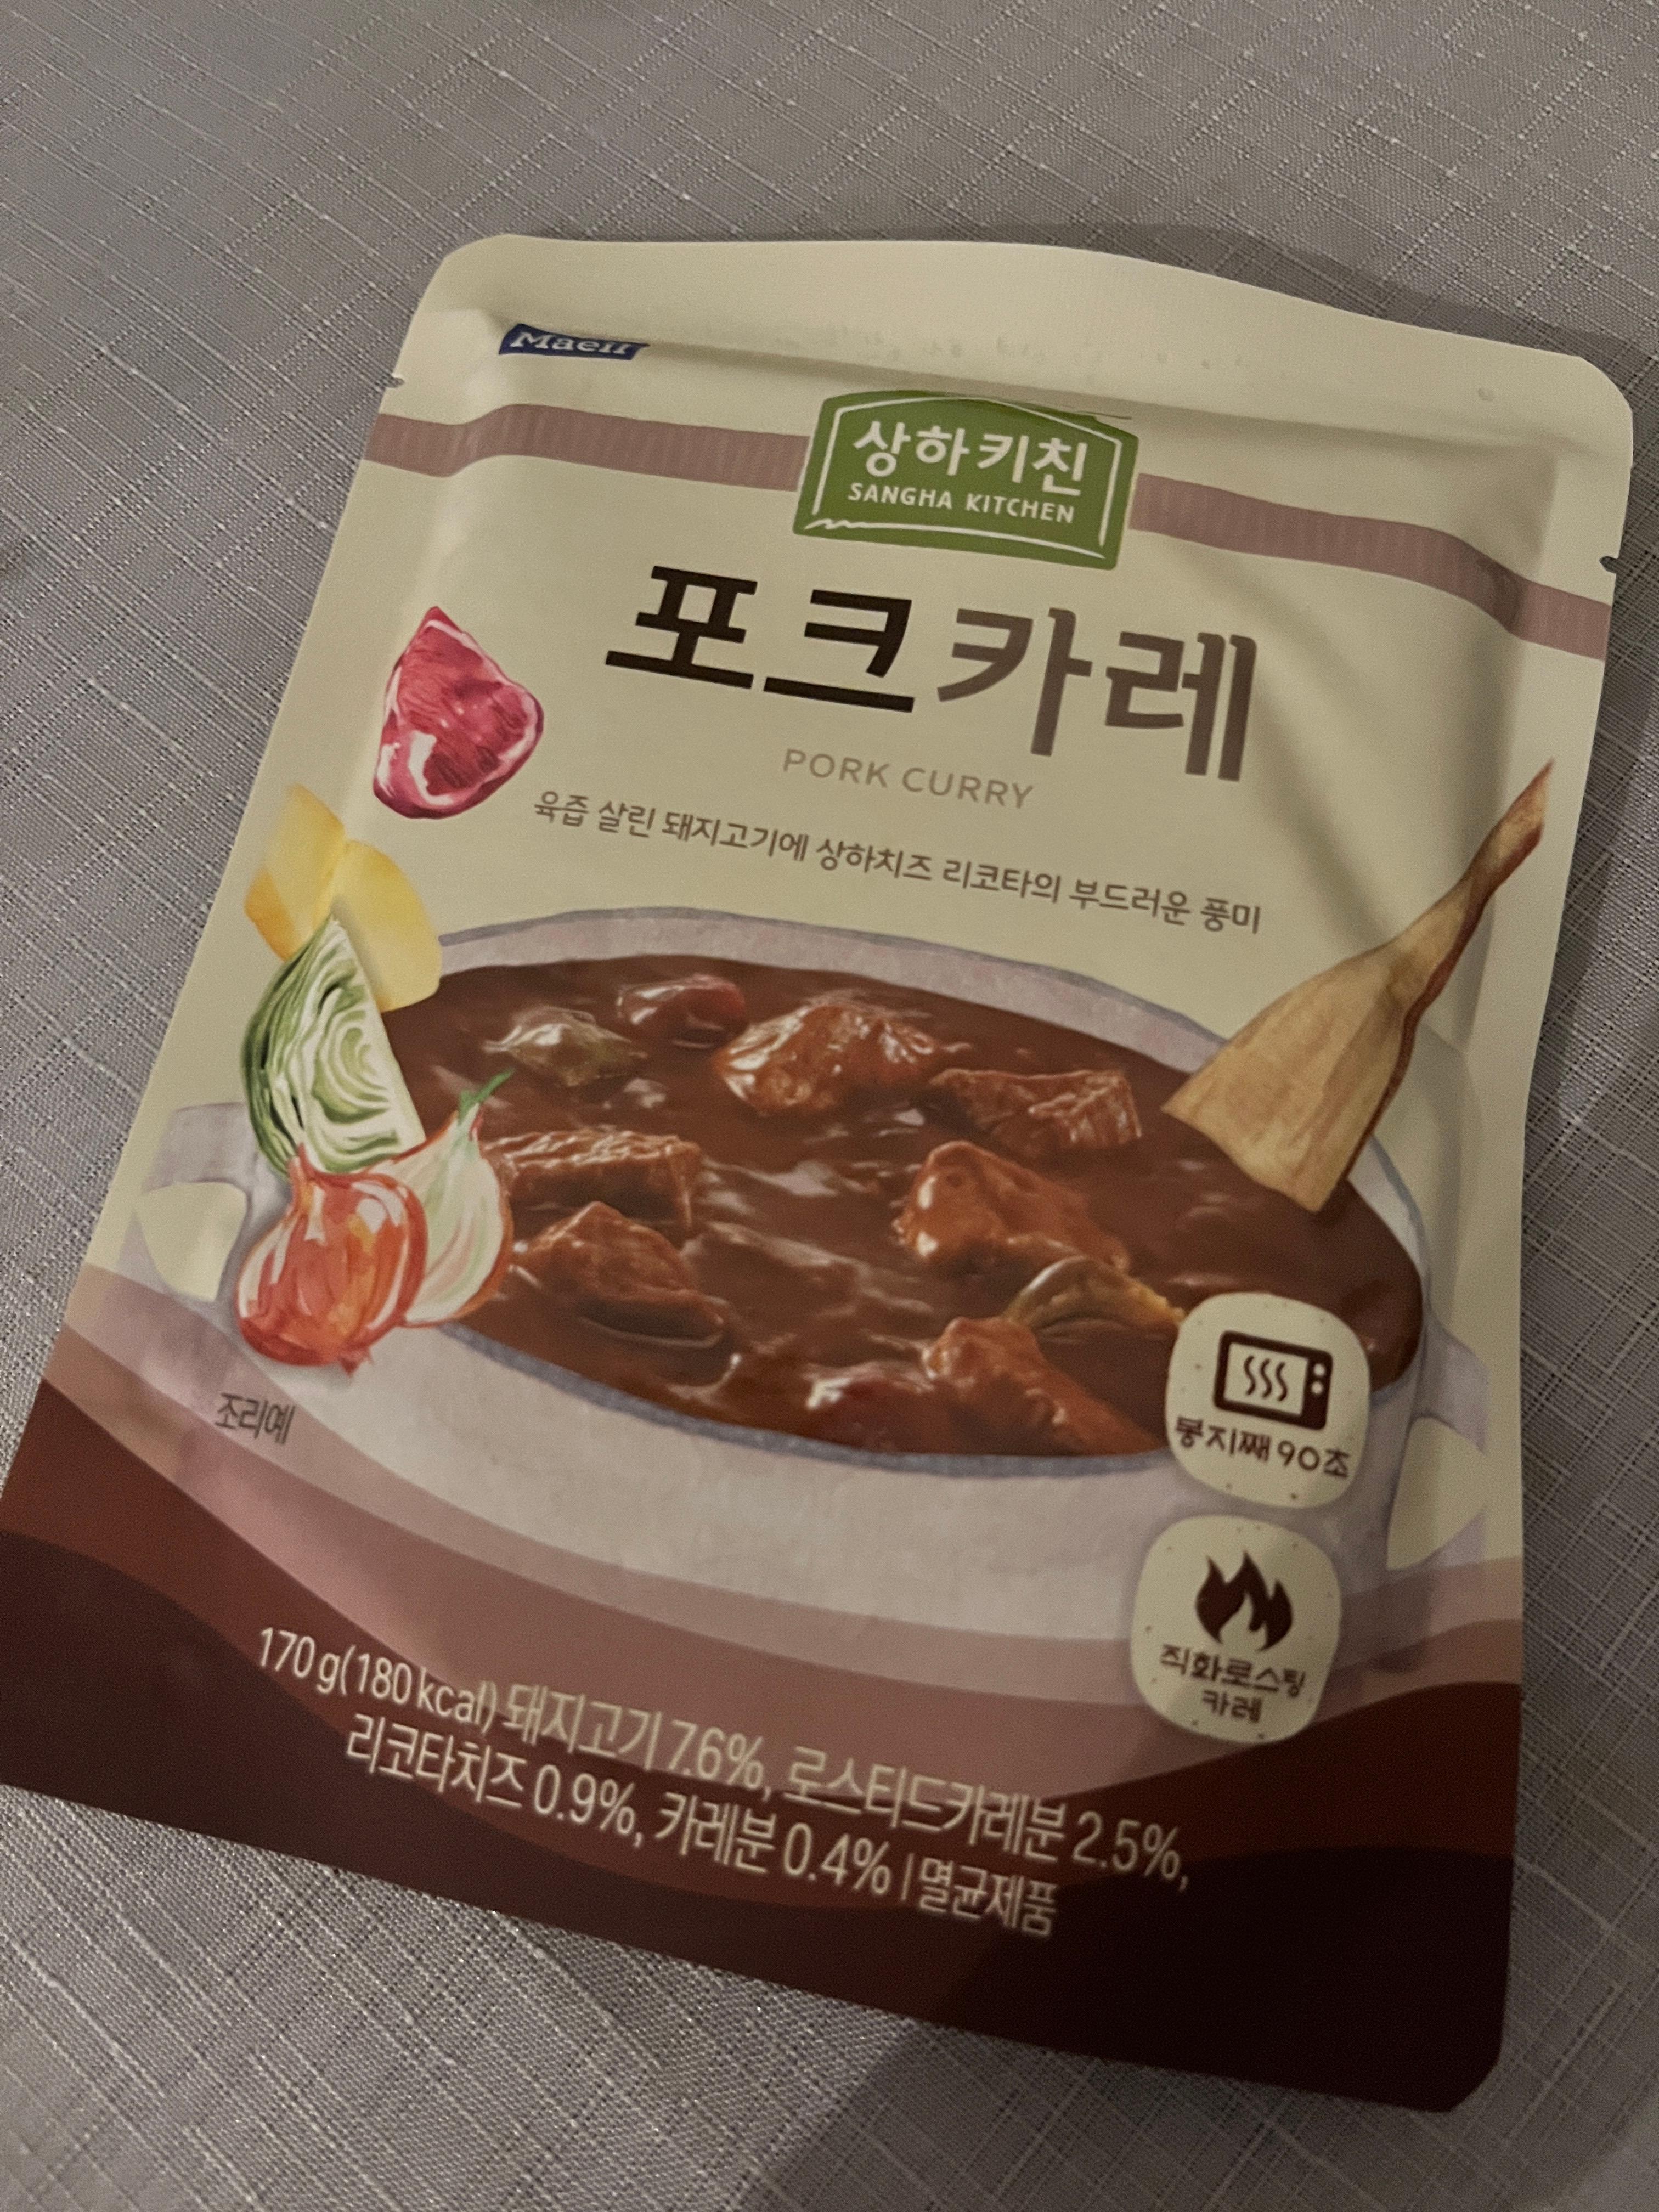 Maeil
상하키친
SANGHA KITCHEN
포크카레
PORK CURRY
육즙 살린 돼지고기에 상하치즈 리코타의 부드러운 풍미
조리예
봉지째 90초
직화로스팅
카레
170 g(180 kcal) 돼지고기 7.6%, 로스티드카레분 2.5%,
리코타치즈 0.9%, 카레분 0.4% | 멸균제품